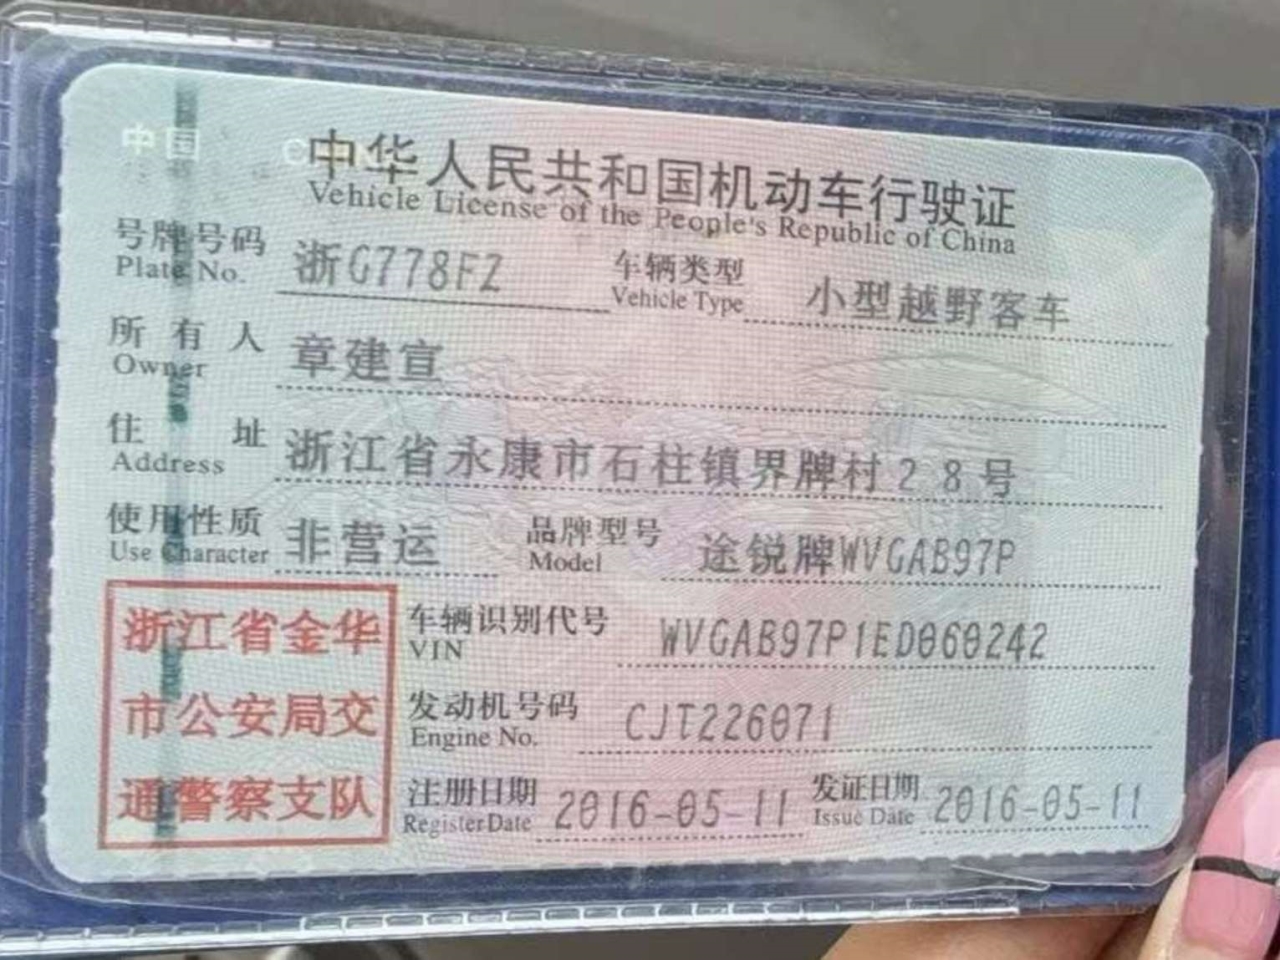 中国 C
中华人民共和国机动车行驶证
Vehicle License of the People's Republic of China
号牌号码 浙G778FZ 车辆类型 小型越野客车
Plate No. Vehicle Type
所有人 章建宣
Owner
住址 浙江省永康市石柱镇界牌村28号
Address
使用性质 非营运 品牌型号 途锐牌WVGAB97P
Use Character Model
浙江省金华
市公安局交
通警察支队
车辆识别代号 WVGAB97P1ED060242
VIN
发动机号码 CJT226071
Engine No.
注册日期 2016-05-11 发证日期 2016-05-11
Register Date Issue Date